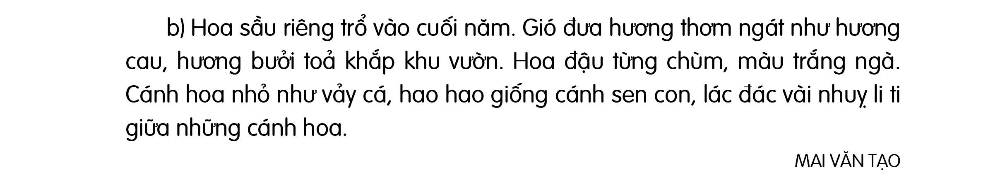 b) Hoa sầu riêng trổ vào cuối năm. Gió đưa hương thơm ngát như hương
cau, hương bưởi toả khắp khu vườn. Hoa đậu từng chùm, màu trắng ngà.
Cánh hoa nhỏ như vảy cá, hao hao giống cánh sen con, lác đác vài nhuỵ li ti
giữa những cánh hoa.
MAI VĂN TẠO